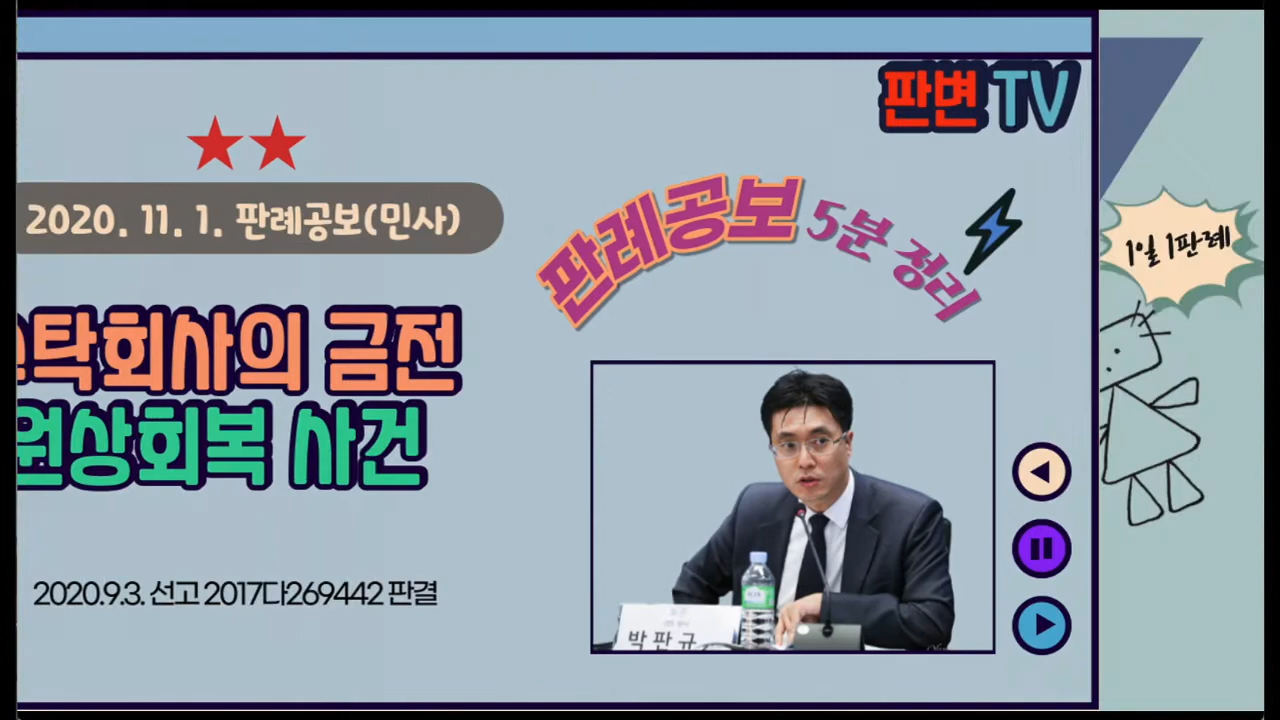 판변 TV
2020. 11. 1. 판례공보(민사)
판례공보 5분 정리
1일 1판례
탁회사의 금전
원상회복 사건
2020.9.3. 선고 2017다269442 판결
박판규